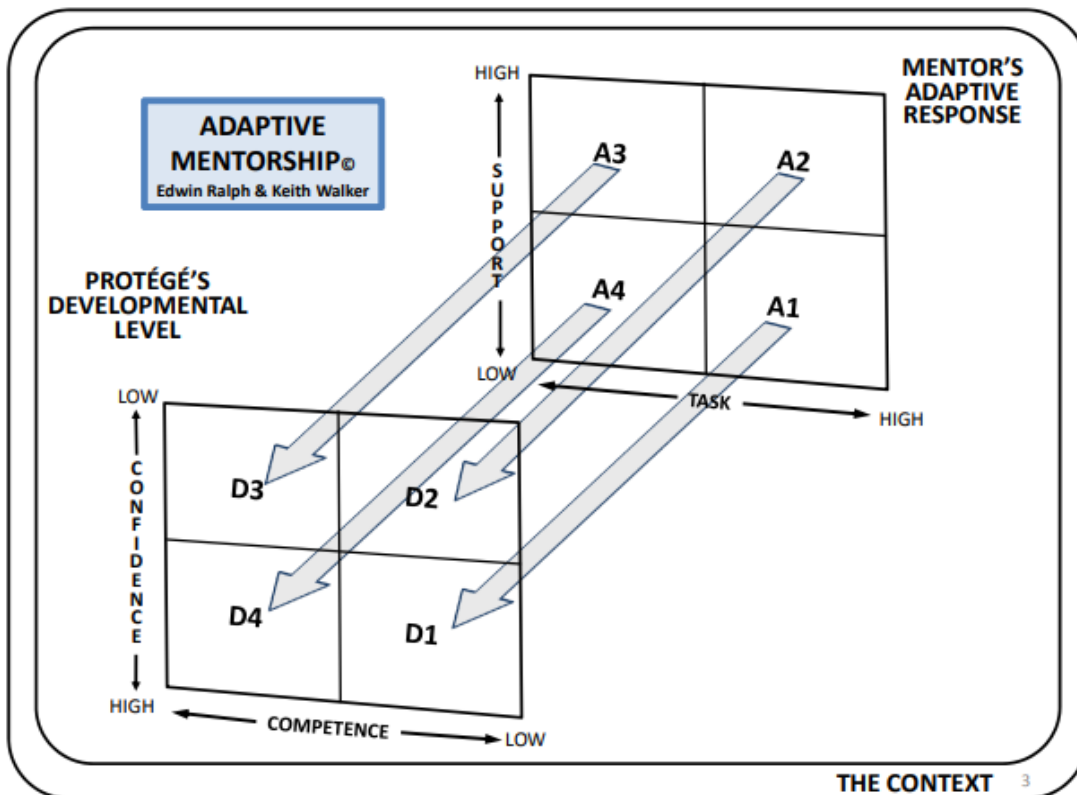 ADAPTIVE
MENTORSHIP©
Edwin Ralph & Keith Walker
MENTOR'S
ADAPTIVE
RESPONSE
HIGH
SUPPORT
LOW
A3
A2
A4
A1
TASK
HIGH
PROTÉGÉ'S
DEVELOPMENTAL
LEVEL
LOW
CONFIDENCE
HIGH
D3
D2
D4
D1
COMPETENCE
LOW
THE CONTEXT 3